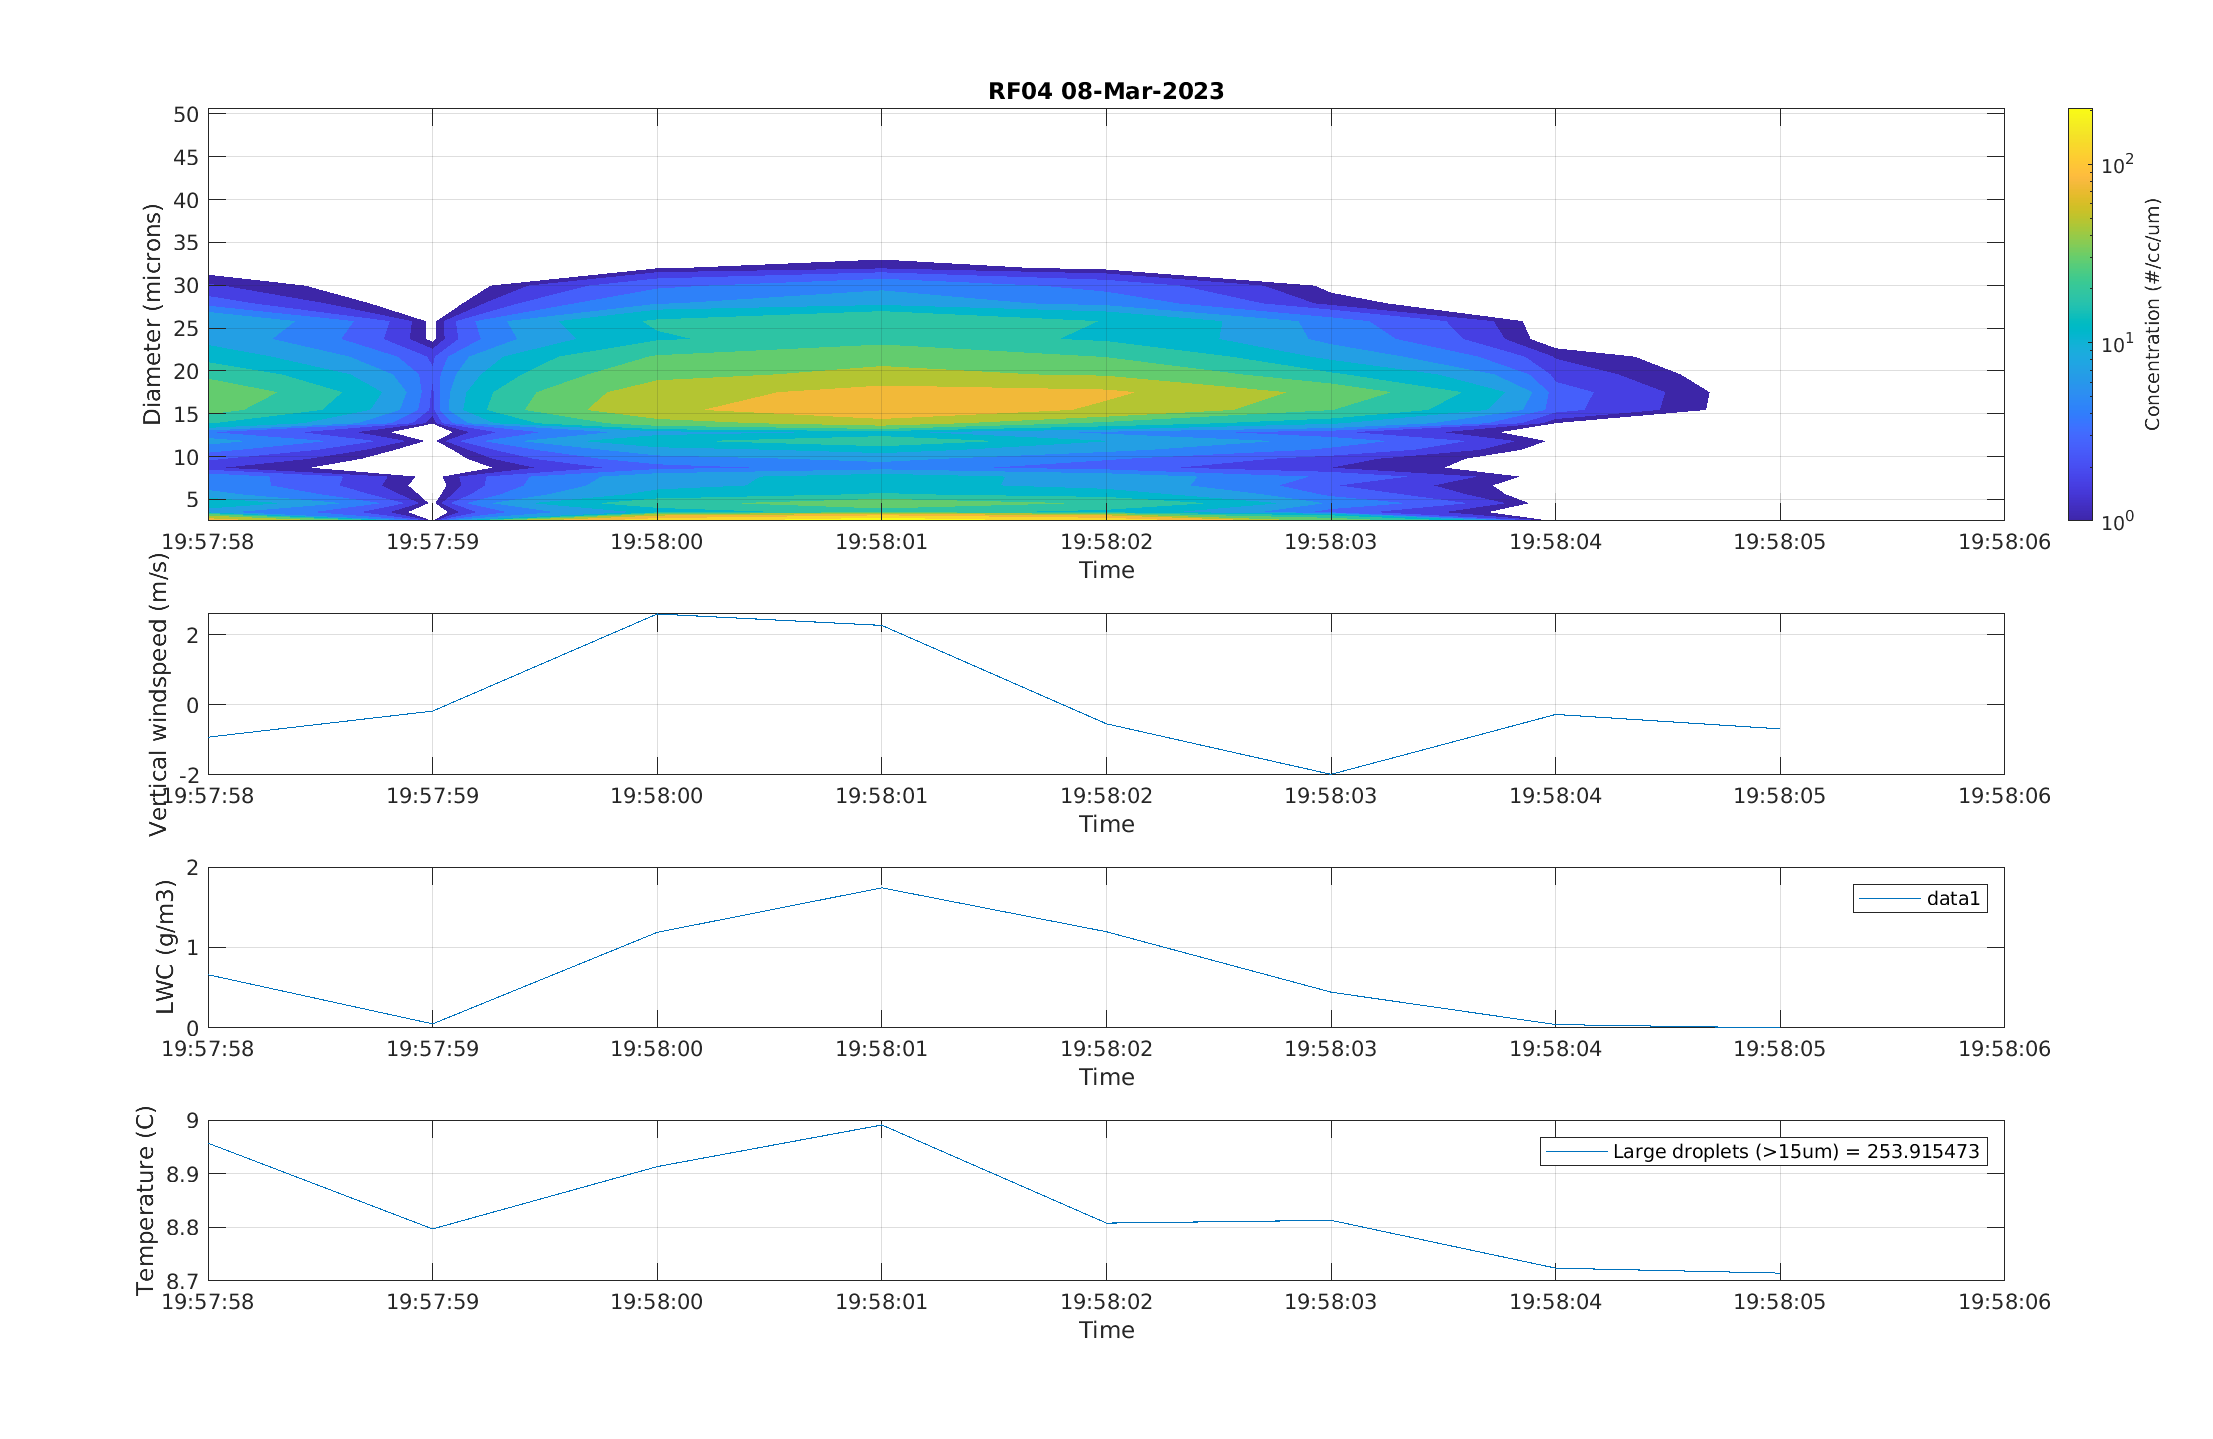 RF04 08-Mar-2023
50
45
40
35
30
25
20
15
10
5
Diameter (microns)
19:57:58 19:57:59 19:58:00 19:58:01 19:58:02 19:58:03 19:58:04 19:58:05 19:58:06
Time
10^2
10^1
10^0
Concentration (#/cc/um)
2
0
-2
Vertical windspeed (m/s)
19:57:58 19:57:59 19:58:00 19:58:01 19:58:02 19:58:03 19:58:04 19:58:05 19:58:06
Time
2
1
0
LWC (g/m3)
data1
19:57:58 19:57:59 19:58:00 19:58:01 19:58:02 19:58:03 19:58:04 19:58:05 19:58:06
Time
9
8.9
8.8
8.7
Temperature (C)
Large droplets (>15um) = 253.915473
19:57:58 19:57:59 19:58:00 19:58:01 19:58:02 19:58:03 19:58:04 19:58:05 19:58:06
Time